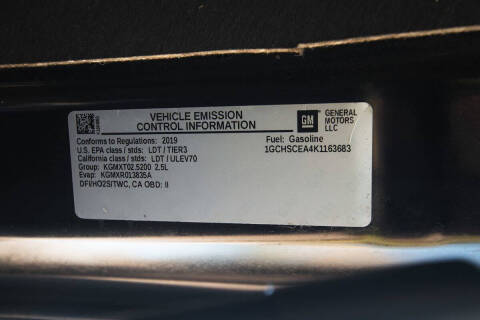 VEHICLE EMISSION
CONTROL INFORMATION
GM
GENERAL
MOTORS
LLC
Conforms to Regulations: 2019
Fuel: Gasoline
U.S. EPA class / stds: LDT / TIER3
1GCHSCEA4K1163683
California class / stds: LDT / ULEV70
Group: KGMXT02.5200 2.5L
Evap: KGMXR013835A
DFI/HO2S/TWC, CA OBD: II